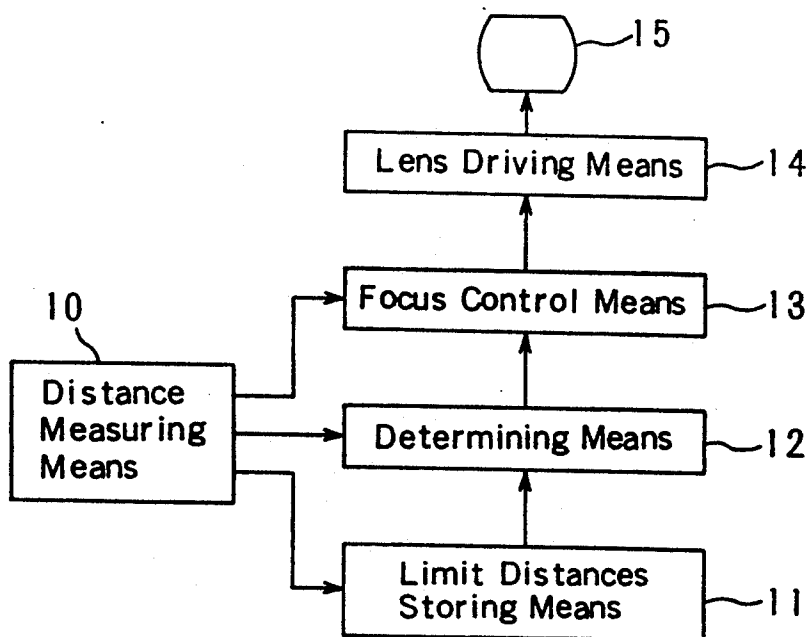 15
Lens Driving Means
14
Focus Control Means
13
10
Distance
Measuring
Means
Determining Means
12
Limit Distances
Storing Means
11